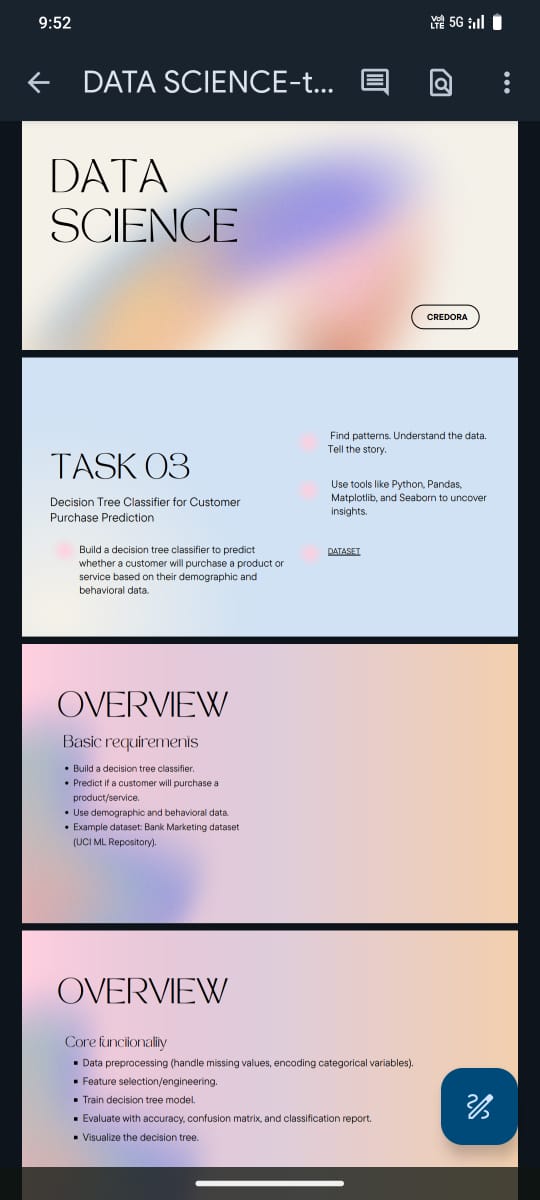 9:52
Vo)) LTE 5G
DATA SCIENCE-t...
DATA
SCIENCE
CREDORA
TASK 03
Decision Tree Classifier for Customer
Purchase Prediction
Build a decision tree classifier to predict
whether a customer will purchase a product or
service based on their demographic and
behavioral data.
Find patterns. Understand the data.
Tell the story.
Use tools like Python, Pandas,
Matplotlib, and Seaborn to uncover
insights.
DATASET
OVERVIEW
Basic requirements
• Build a decision tree classifier.
• Predict if a customer will purchase a
product/service.
• Use demographic and behavioral data.
• Example dataset: Bank Marketing dataset
(UCI ML Repository).
OVERVIEW
Core functionality
▪ Data preprocessing (handle missing values, encoding categorical variables).
▪ Feature selection/engineering.
▪ Train decision tree model.
▪ Evaluate with accuracy, confusion matrix, and classification report.
▪ Visualize the decision tree.